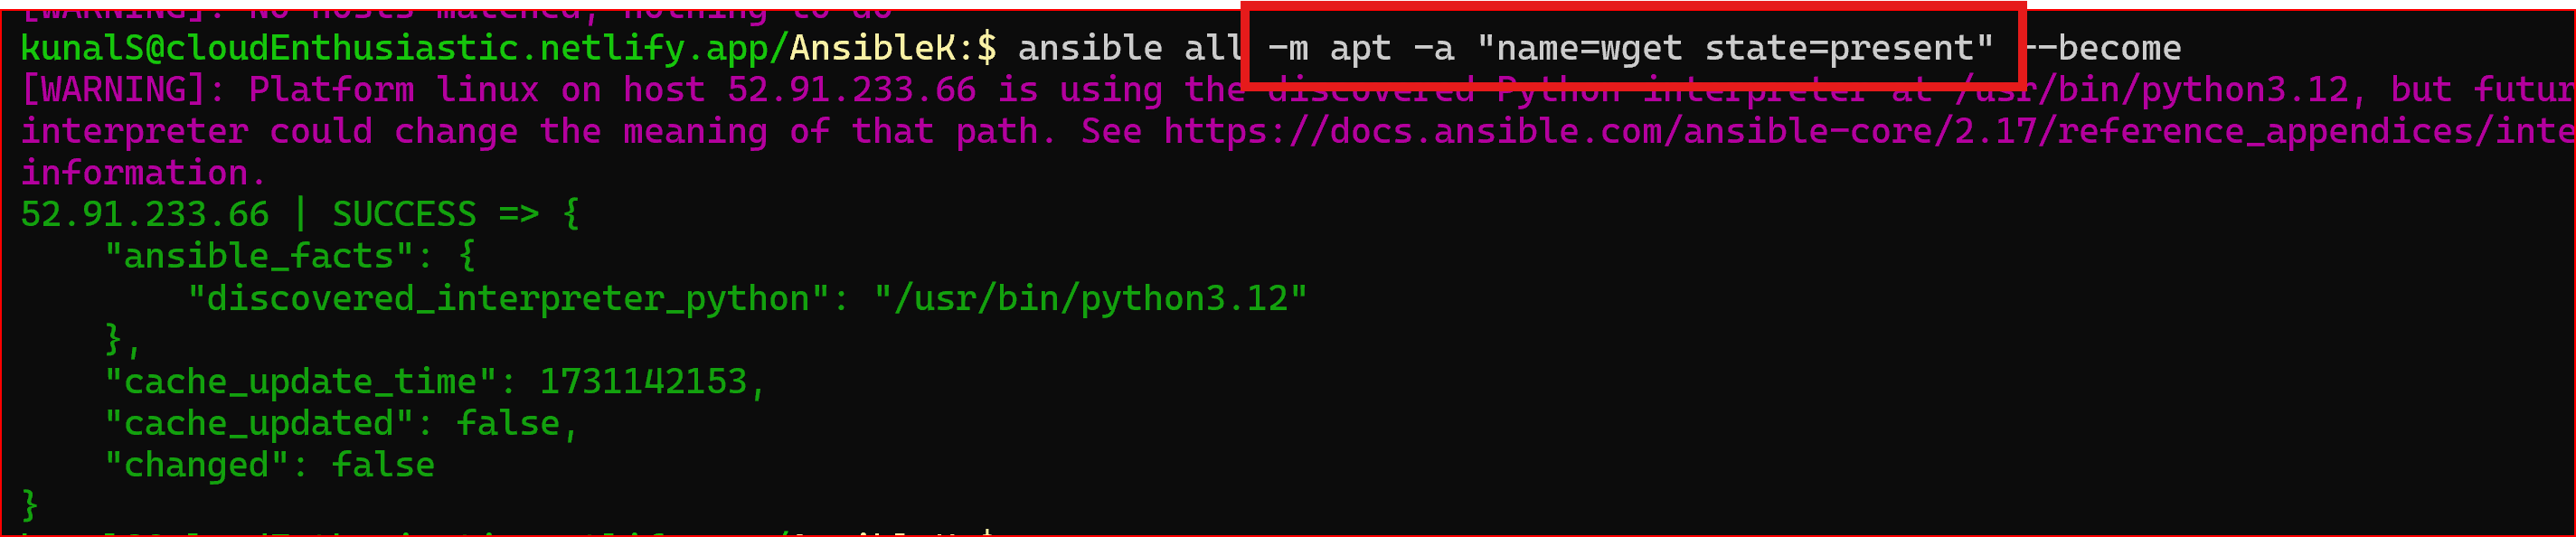 [WARNING]: No hosts matched, nothing to do
kunalS@cloudEnthusiastic.netlify.app/AnsibleK:$ ansible all -m apt -a "name=wget state=present" --become
[WARNING]: Platform linux on host 52.91.233.66 is using the discovered Python interpreter at /usr/bin/python3.12, but futur
interpreter could change the meaning of that path. See https://docs.ansible.com/ansible-core/2.17/reference_appendices/inte
information.
52.91.233.66 | SUCCESS => {
    "ansible_facts": {
        "discovered_interpreter_python": "/usr/bin/python3.12"
    },
    "cache_update_time": 1731142153,
    "cache_updated": false,
    "changed": false
}